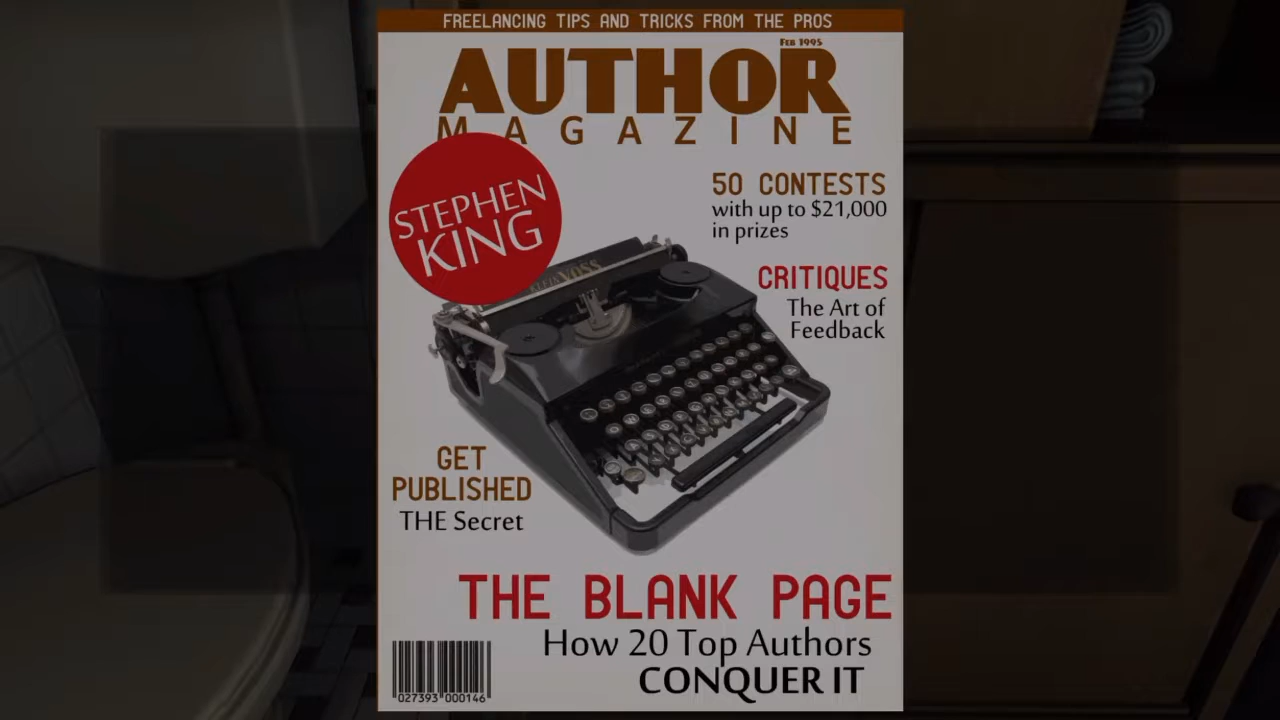 FREELANCING TIPS AND TRICKS FROM THE PROS
Feb 1995
AUTHOR
MAGAZINE
STEPHEN
KING
50 CONTESTS
with up to $21,000
in prizes
CRITIQUES
The Art of
Feedback
VOSS
GET
PUBLISHED
THE Secret
THE BLANK PAGE
How 20 Top Authors
CONQUER IT
027393 000146